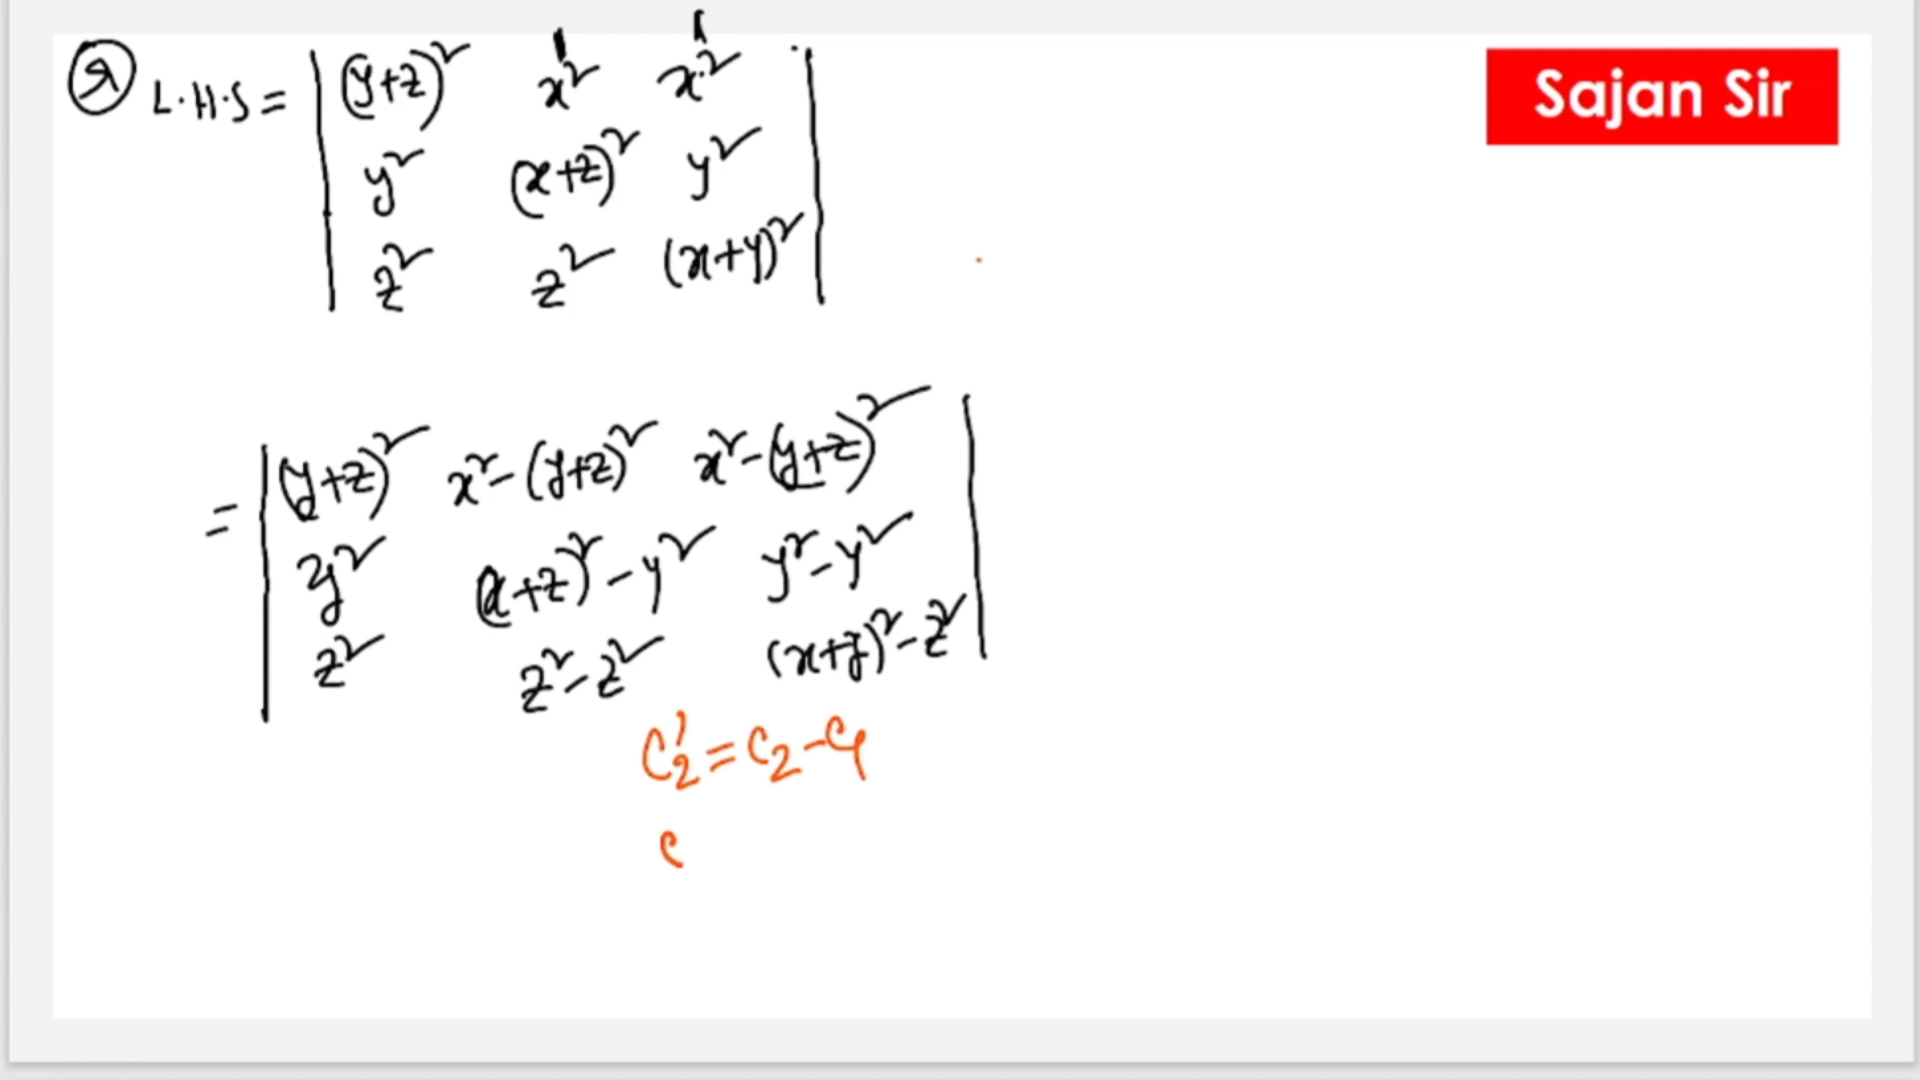 Sajan Sir
L.H.S = | (y+z)² x² x² |
| y² (x+z)² y² |
| z² z² (x+y)² |
= | (y+z)² x²-(y+z)² x²-(y+z)² |
| y² (x+z)²-y² y²-y² |
| z² z²-z² (x+y)²-z² |
C₂' = C₂-C₁
C